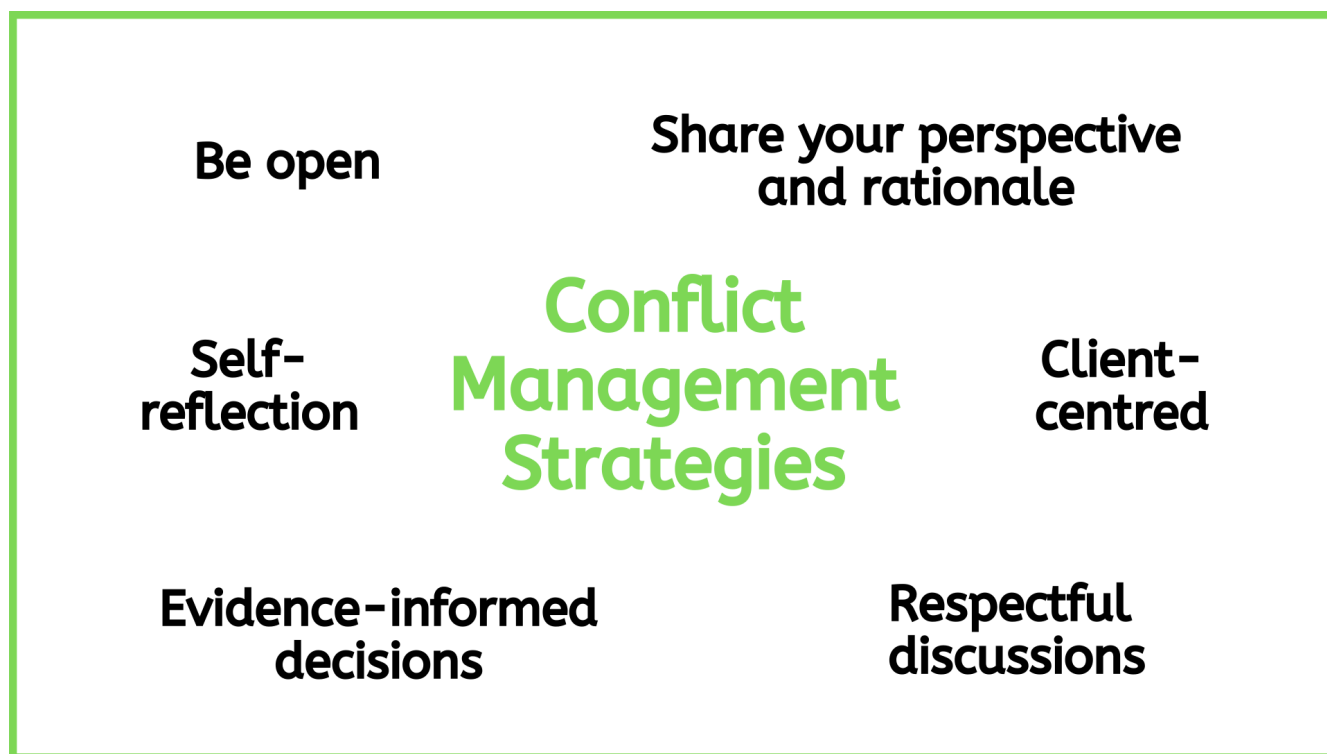 Be open
Share your perspective
and rationale
Conflict
Management
Strategies
Self-
reflection
Client-
centred
Evidence-informed
decisions
Respectful
discussions